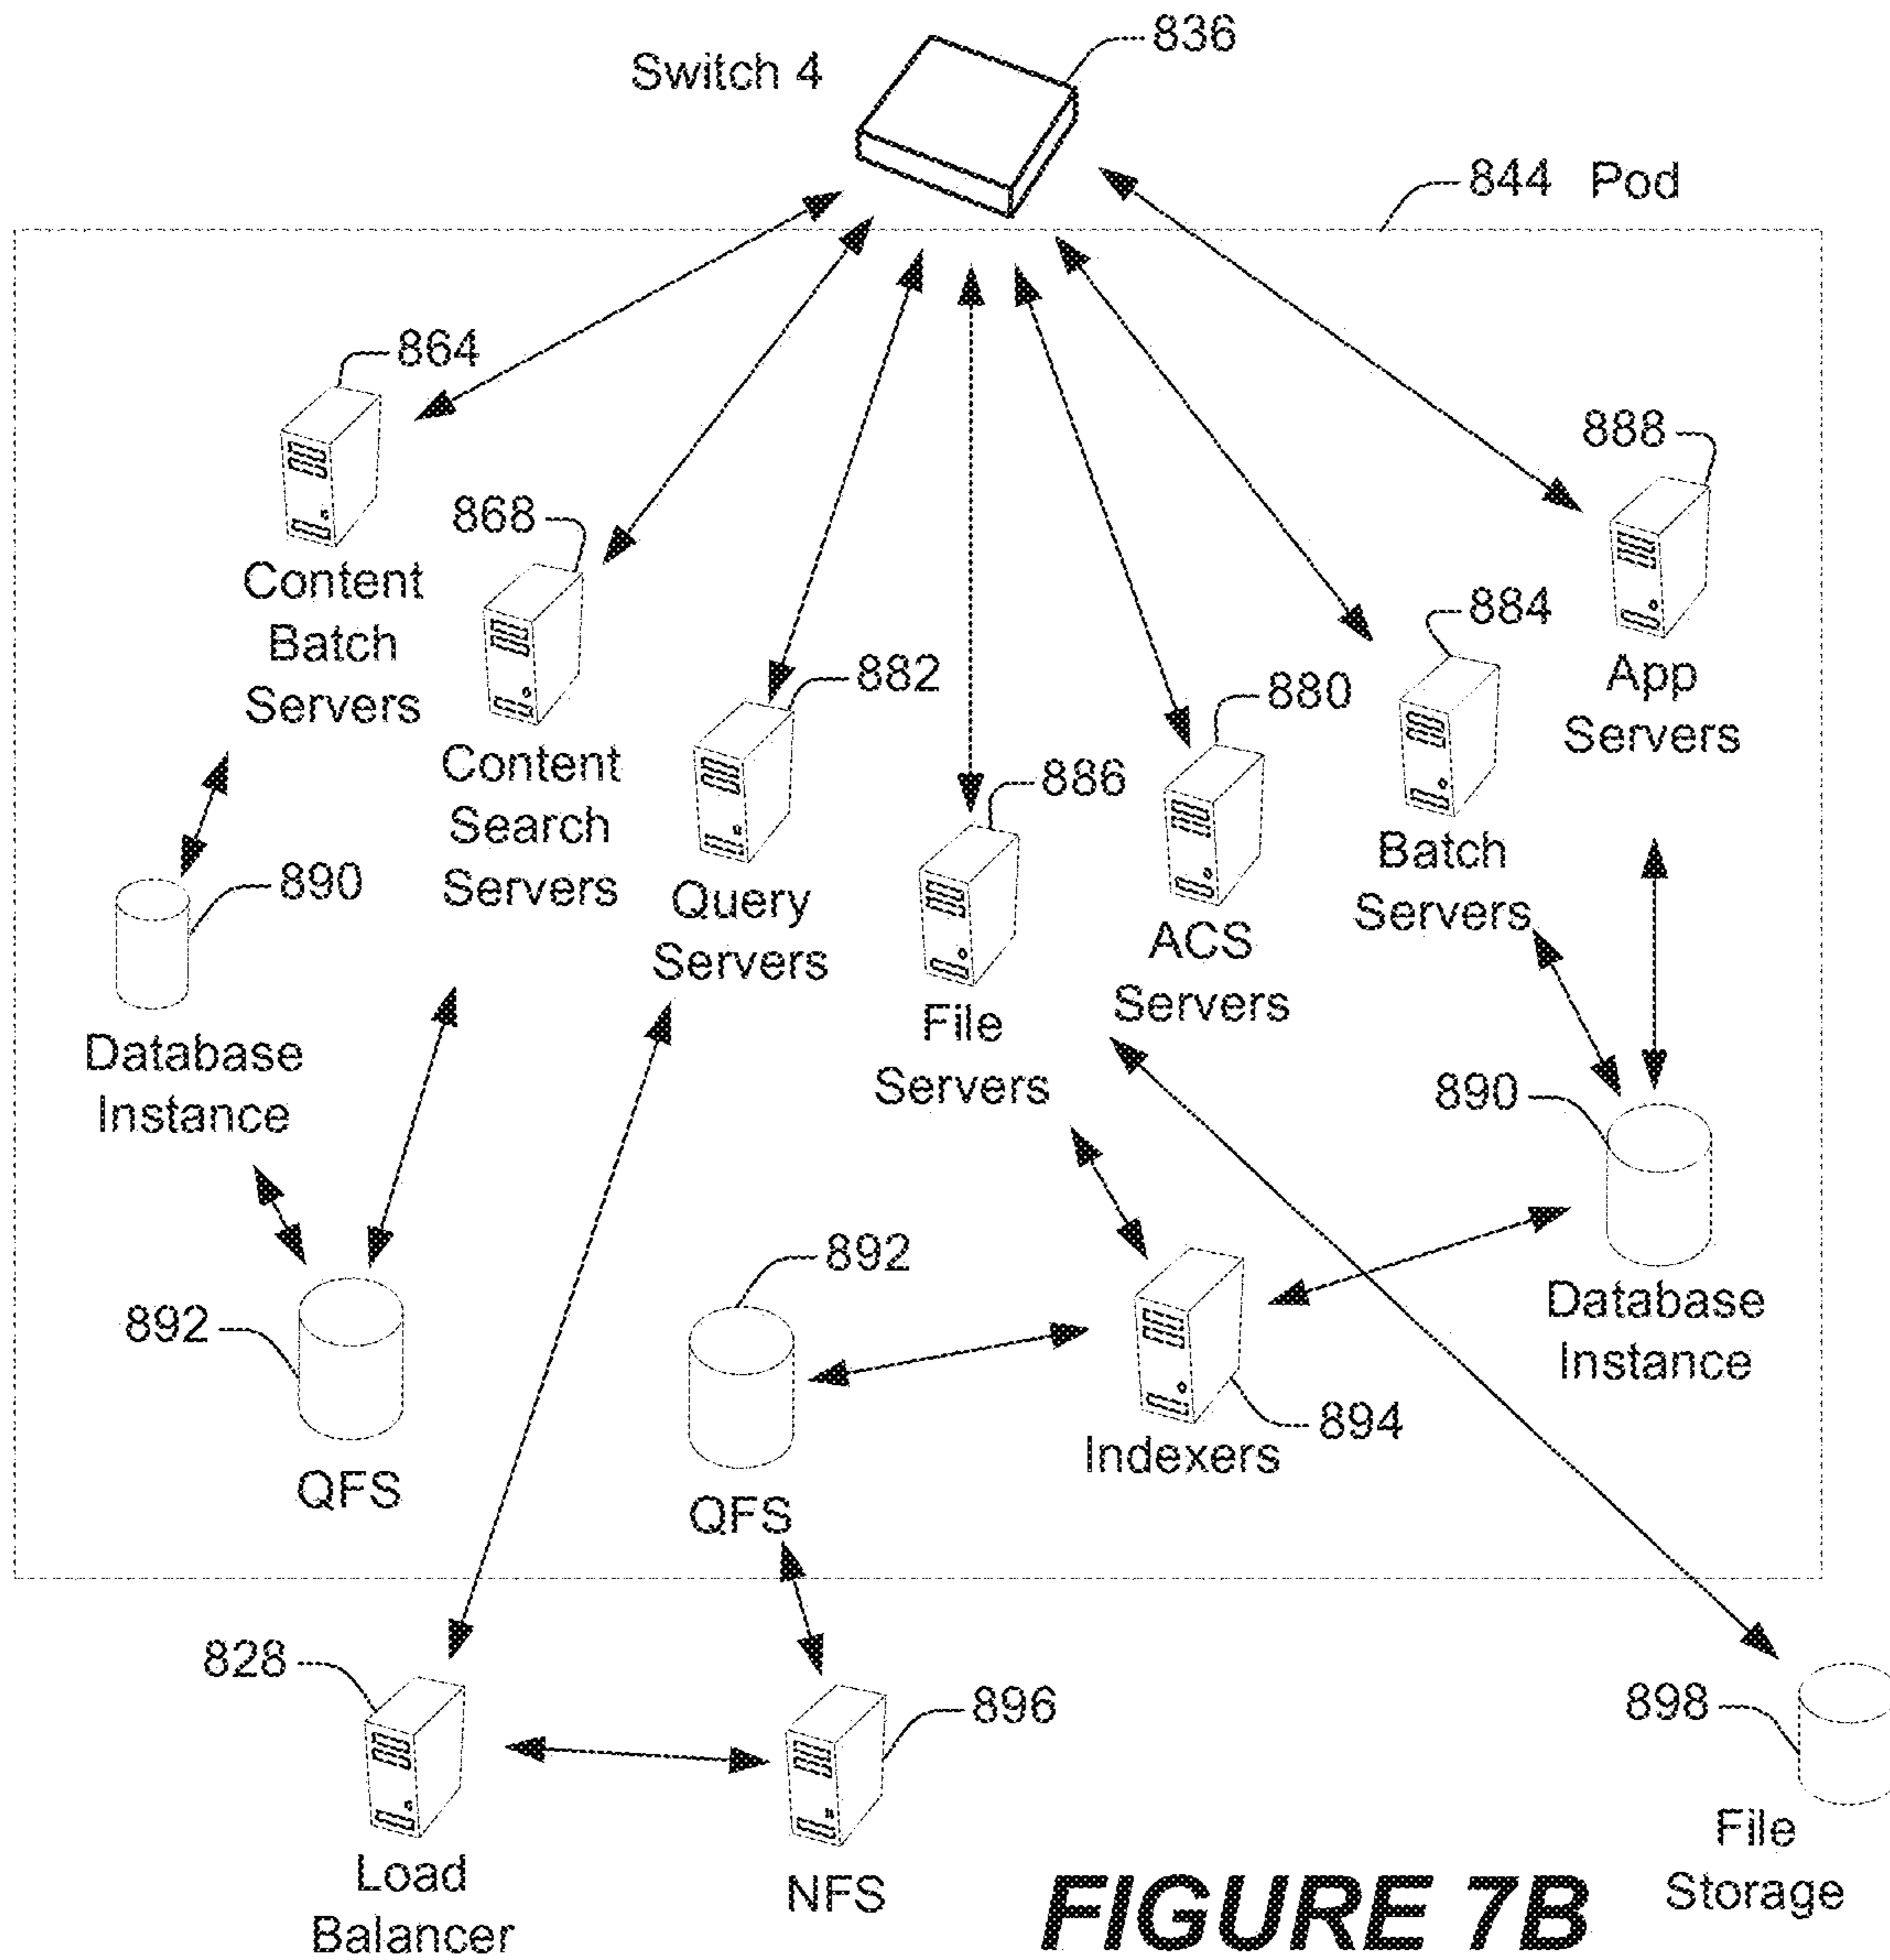 836
Switch 4
844 Pod
864
888
868
Content
Batch
Servers
884
882
880
App
Servers
Content
Search
Servers
886
Batch
Servers
890
Query
Servers
ACS
Servers
File
Servers
Database
Instance
890
892
892
Database
Instance
894
Indexers
QFS
QFS
828
896
898
File
Storage
Load
Balancer
NFS
FIGURE 7B